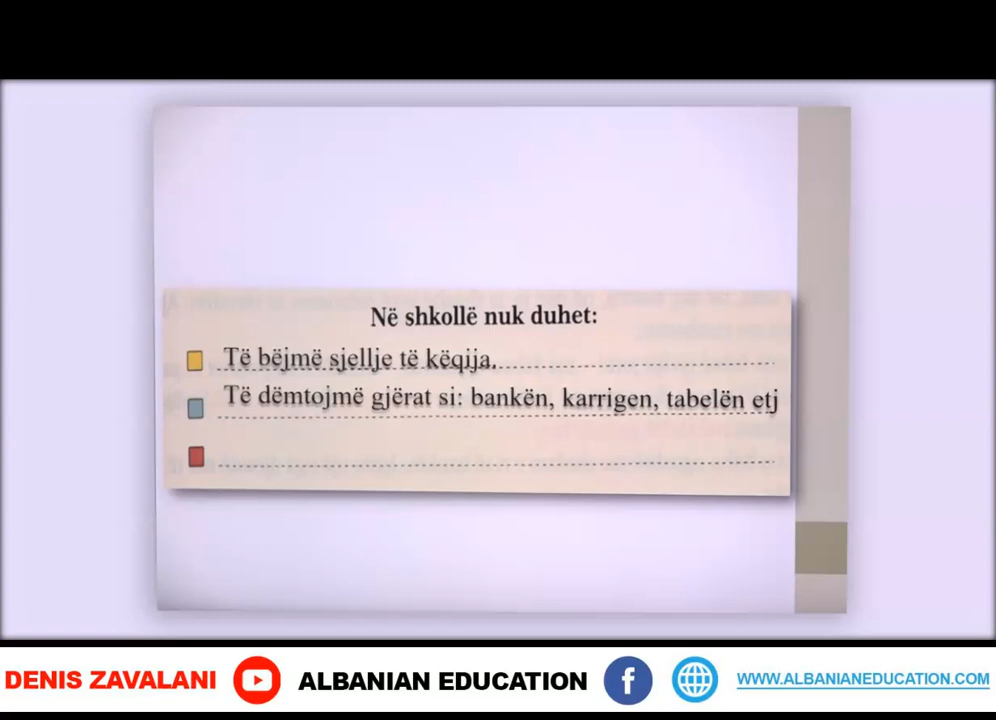 Në shkollë nuk duhet:
Të bëjmë sjellje të këqija.
Të dëmtojmë gjërat si: bankën, karrigen, tabelën etj
DENIS ZAVALANI ALBANIAN EDUCATION f WWW.ALBANIANEDUCATION.COM